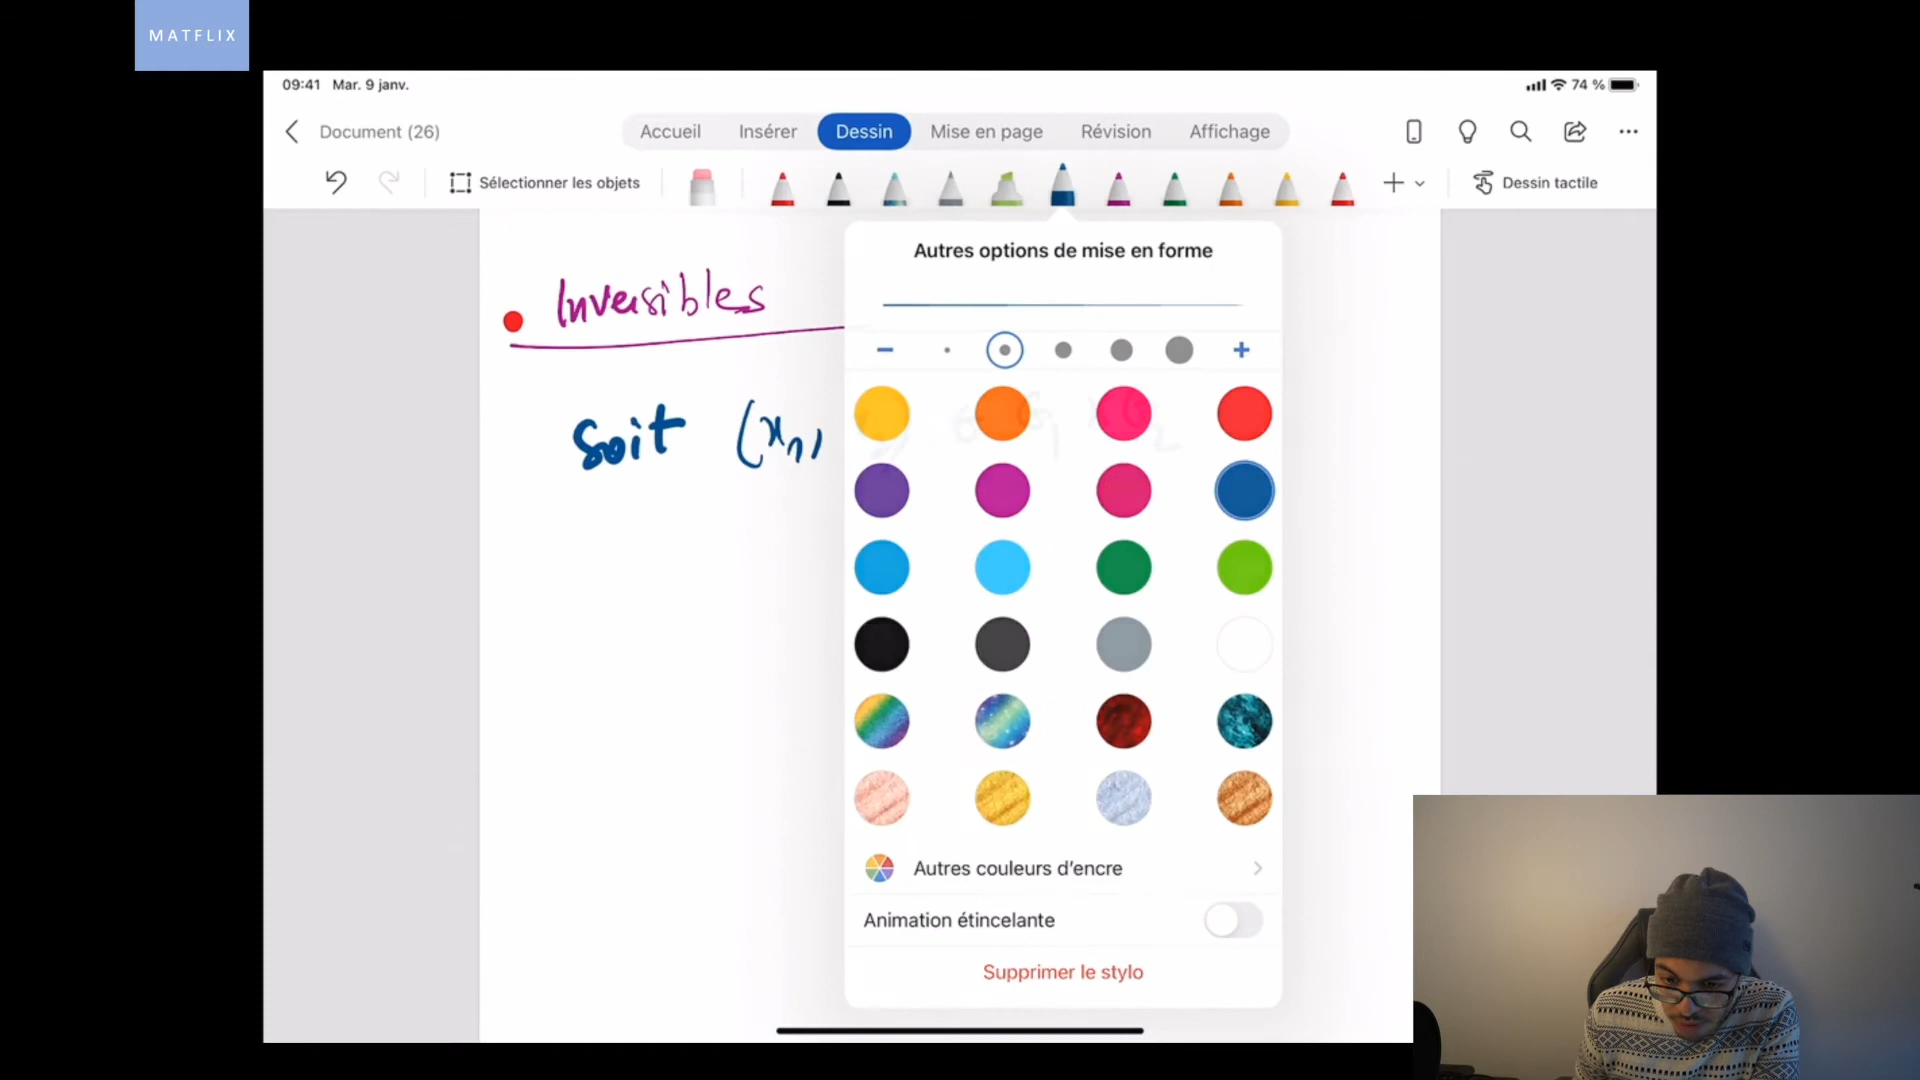 MATFLIX
09:41 Mar. 9 janv.
74 %
Document (26)
Accueil Insérer Dessin Mise en page Révision Affichage
Sélectionner les objets
Dessin tactile
Autres options de mise en forme
Inversibles
Soit (x₁,
Autres couleurs d'encre
Animation étincelante
Supprimer le stylo